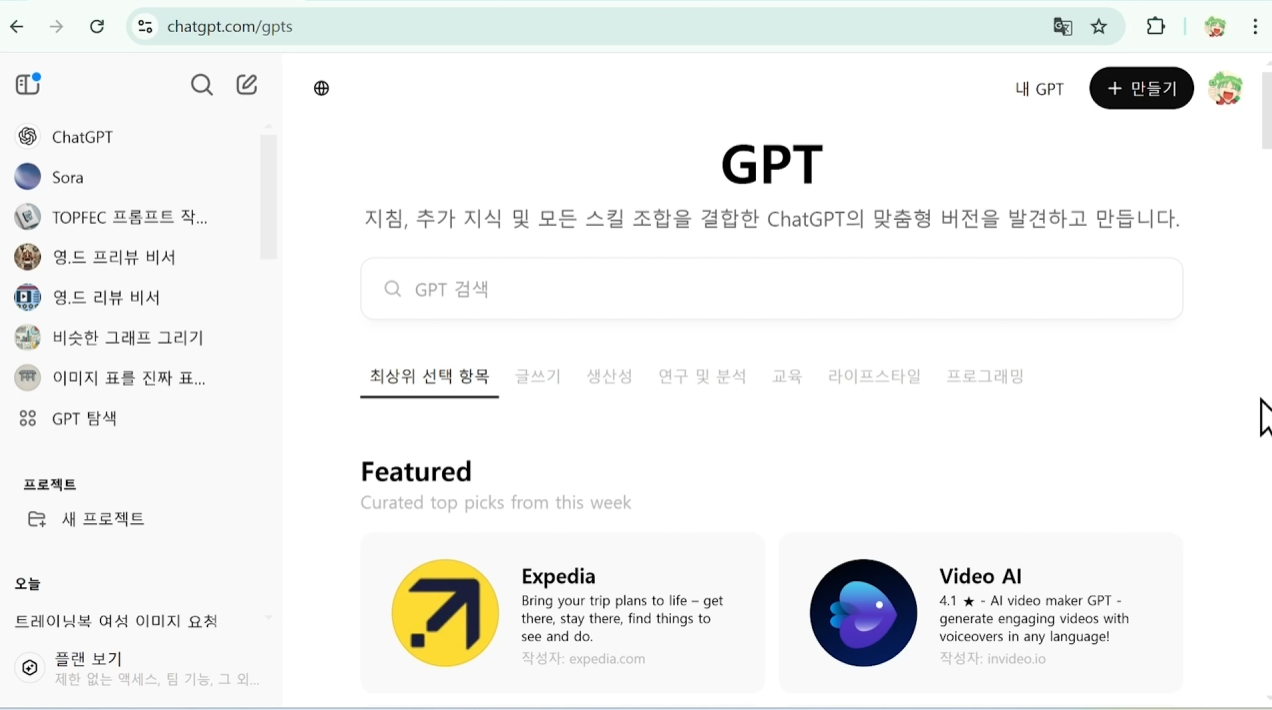 chatgpt.com/gpts
내 GPT
+ 만들기
ChatGPT
Sora
TOPFEC 프롬프트 작...
영.드 프리뷰 비서
영.드 리뷰 비서
비슷한 그래프 그리기
이미지 표를 진짜 표...
GPT 탐색
프로젝트
새 프로젝트
오늘
트레이닝북 여성 이미지 요청
플랜 보기
제한 없는 액세스, 팀 기능, 그 외...
GPT
지침, 추가 지식 및 모든 스킬 조합을 결합한 ChatGPT의 맞춤형 버전을 발견하고 만듭니다.
GPT 검색
최상위 선택 항목 글쓰기 생산성 연구 및 분석 교육 라이프스타일 프로그래밍
Featured
Curated top picks from this week
Expedia
Bring your trip plans to life – get
there, stay there, find things to
see and do.
작성자: expedia.com
Video AI
4.1 ★ - AI video maker GPT -
generate engaging videos with
voiceovers in any language!
작성자: invideo.io